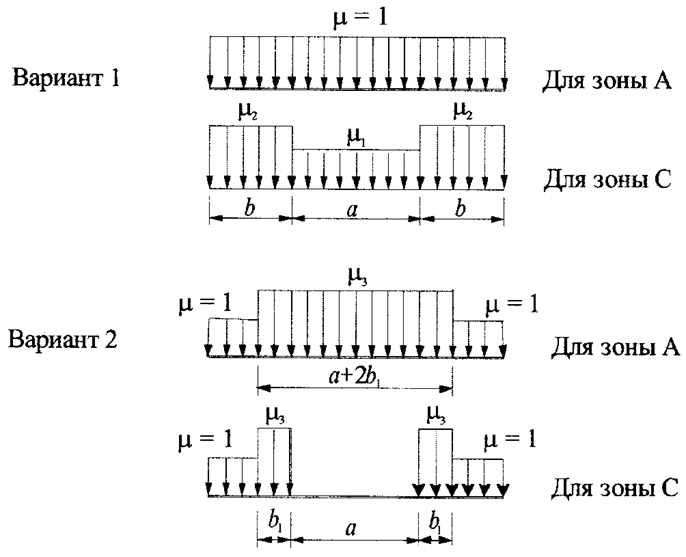 μ = 1
Вариант 1
Для зоны А
μ₂
μ₁
μ₂
Для зоны С
b
a
b
μ₃
μ = 1
μ = 1
Вариант 2
Для зоны А
a+2b₁
μ₃
μ₃
μ = 1
μ = 1
Для зоны С
b₁
a
b₁